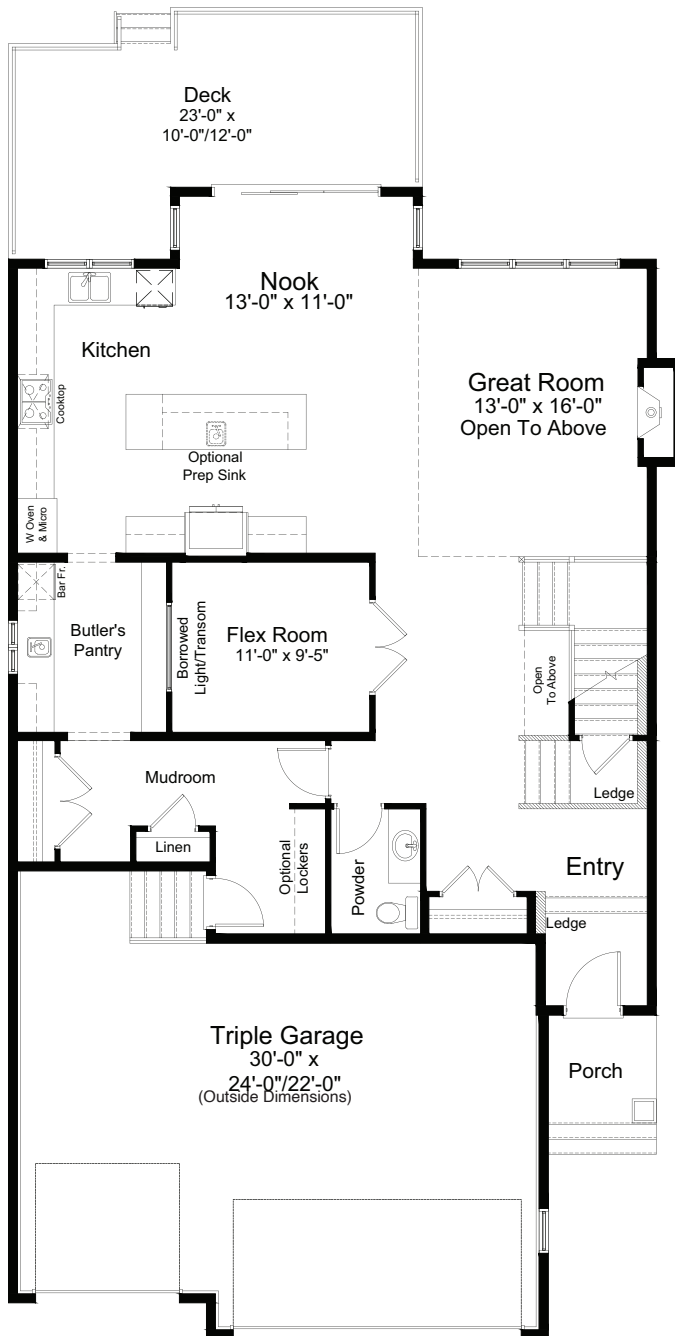 Deck
23'-0" x
10'-0"/12'-0"
Nook
13'-0" x 11'-0"
Kitchen
Great Room
13'-0" x 16'-0"
Open To Above
Cooktop
Optional
Prep Sink
W Oven
& Micro
Bar Fr.
Butler's
Pantry
Borrowed
Light/Transom
Flex Room
11'-0" x 9'-5"
Open
To Above
Mudroom
Ledge
Linen
Optional
Lockers
Powder
Entry
Ledge
Triple Garage
30'-0" x
24'-0"/22'-0"
(Outside Dimensions)
Porch